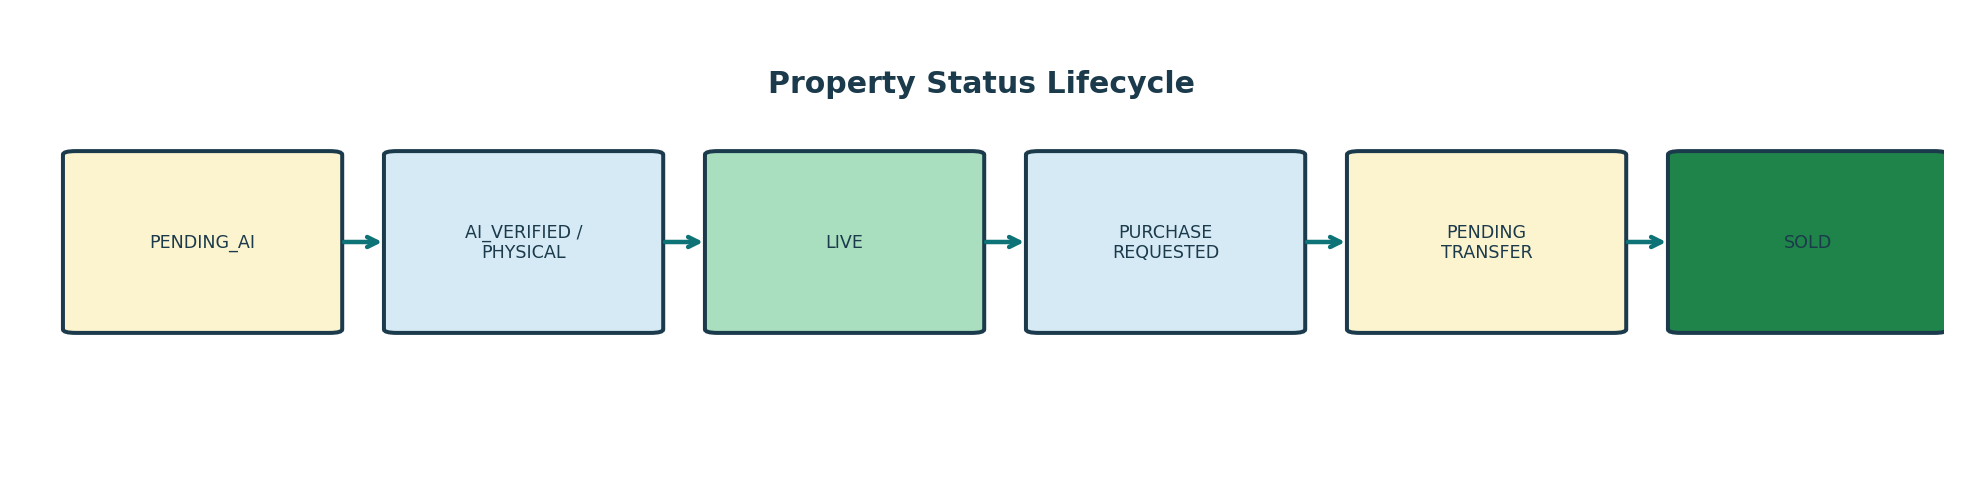 Property Status Lifecycle
PENDING_AI
AI_VERIFIED /
PHYSICAL
LIVE
PURCHASE
REQUESTED
PENDING
TRANSFER
SOLD